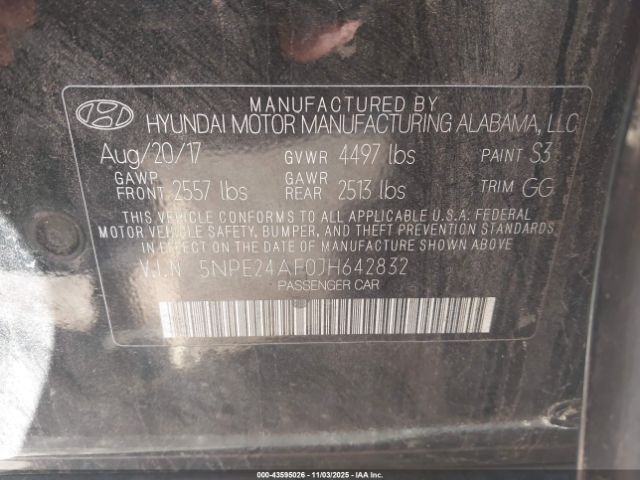 MANUFACTURED BY
HYUNDAI MOTOR MANUFACTURING ALABAMA, LLC
Aug/20/17 GVWR 4497 lbs PAINT S3
GAWP FRONT 2557 lbs GAWR REAR 2513 lbs TRIM GG
THIS VEHICLE CONFORMS TO ALL APPLICABLE U.S.A. FEDERAL
MOTOR VEHICLE SAFETY, BUMPER, AND THEFT PREVENTION STANDARDS
IN EFFECT ON THE DATE OF MANUFACTURE SHOWN ABOVE
V.I.N 5NPE24AF0JH642832
PASSENGER CAR
000-43595026 - 11/03/2025 - IAA Inc.